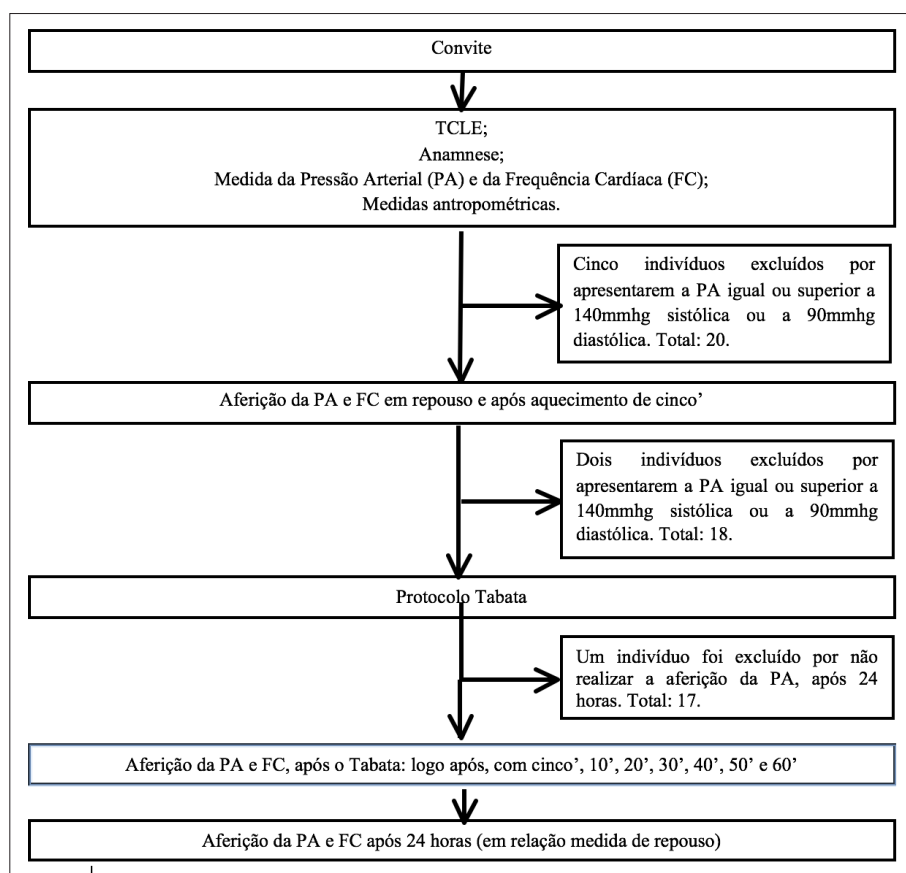 Convite
TCLE;
Anamnese;
Medida da Pressão Arterial (PA) e da Frequência Cardíaca (FC);
Medidas antropométricas.
Cinco indivíduos excluídos por
apresentarem a PA igual ou superior a
140mmhg sistólica ou a 90mmhg
diastólica. Total: 20.
Aferição da PA e FC em repouso e após aquecimento de cinco’
Dois indivíduos excluídos por
apresentarem a PA igual ou superior a
140mmhg sistólica ou a 90mmhg
diastólica. Total: 18.
Protocolo Tabata
Um indivíduo foi excluído por não
realizar a aferição da PA, após 24
horas. Total: 17.
Aferição da PA e FC, após o Tabata: logo após, com cinco’, 10’, 20’, 30’, 40’, 50’ e 60’
Aferição da PA e FC após 24 horas (em relação medida de repouso)